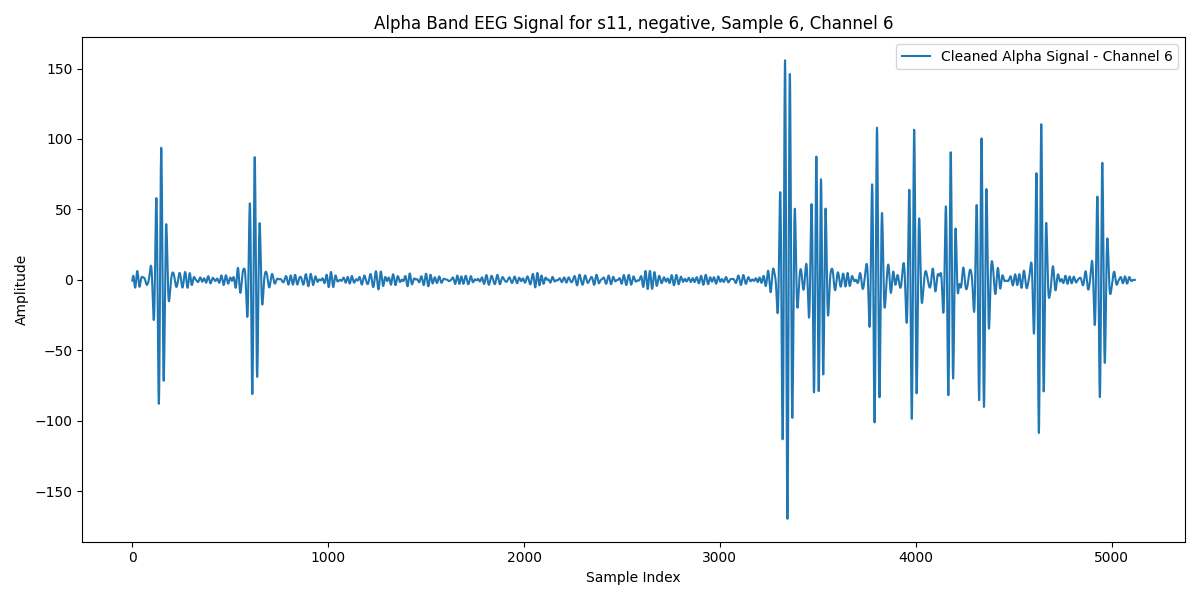 Alpha Band EEG Signal for s11, negative, Sample 6, Channel 6
Cleaned Alpha Signal - Channel 6
Amplitude
150
100
50
0
−50
−100
−150
0 1000 2000 3000 4000 5000
Sample Index